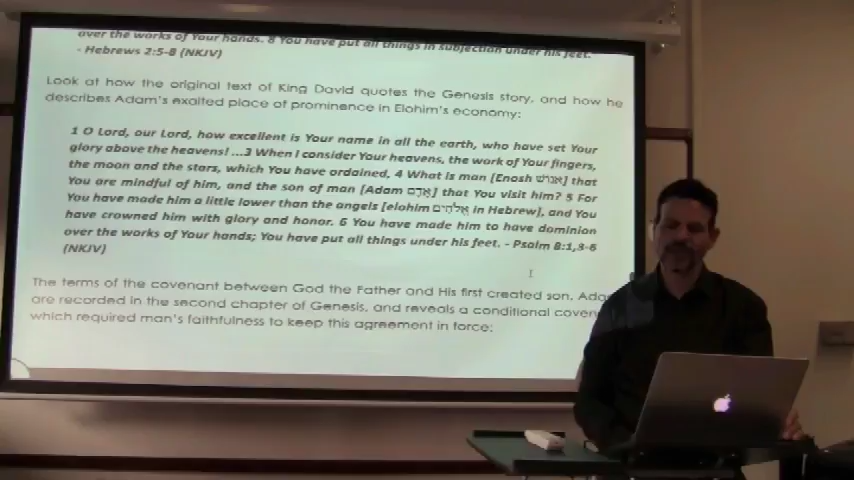 over the works of Your hands. 8 You have put all things in subjection under his feet.
- Hebrews 2:5-8 (NKJV)
Look at how the original text of King David quotes the Genesis story, and how he
describes Adam's exalted place of prominence in Elohim's economy:
1 O Lord, our Lord, how excellent is Your name in all the earth, who have set Your
glory above the heavens! ...3 When I consider Your heavens, the work of Your fingers,
the moon and the stars, which You have ordained, 4 What is man [Enosh אֱנוֹשׁ] that
You are mindful of him, and the son of man [Adam אָדָם] that You visit him? 5 For
You have made him a little lower than the angels [elohim אֱלֹהִים in Hebrew], and You
have crowned him with glory and honor. 6 You have made him to have dominion
over the works of Your hands; You have put all things under his feet. - Psalm 8:1,3-6
(NKJV)
The terms of the covenant between God the Father and His first created son, Ada
are recorded in the second chapter of Genesis, and reveals a conditional coven
which required man's faithfulness to keep this agreement in force: